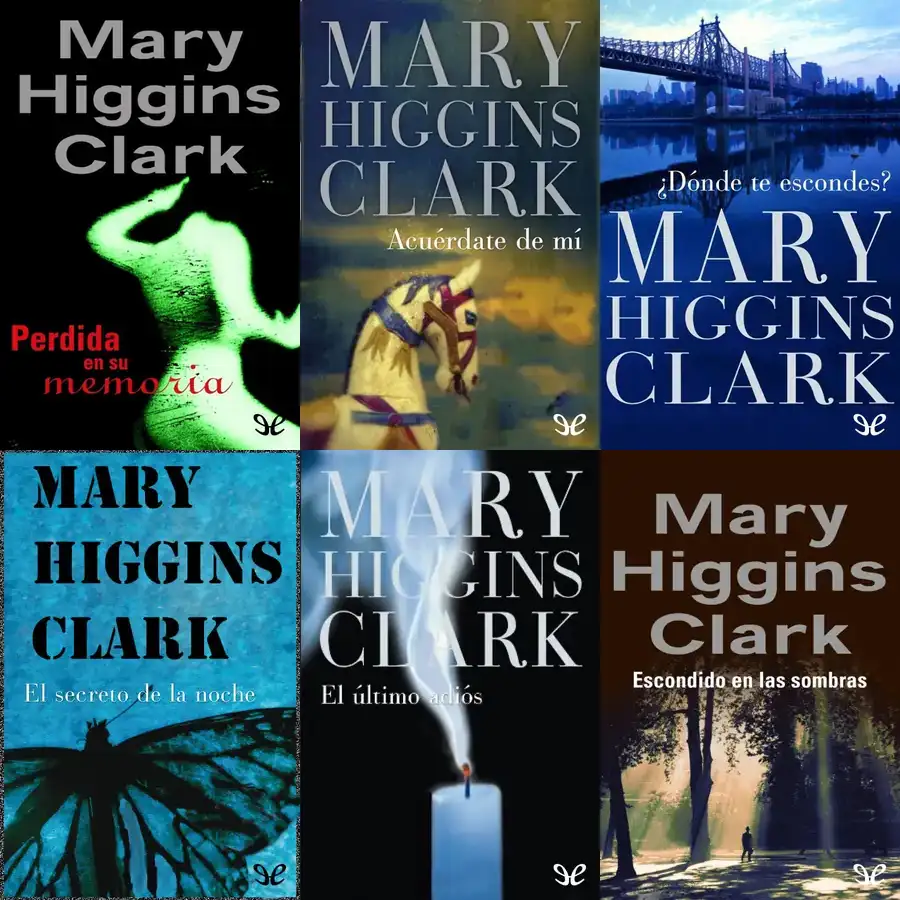 Mary
Higgins
Clark
Perdida
en su
memoria
MARY
HIGGINS
CLARK
Acuérdate de mí
¿Dónde te escondes?
MARY
HIGGINS
CLARK
MARY
HIGGINS
CLARK
El secreto de la noche
MARY
HIGGINS
CLARK
El último adiós
Mary
Higgins
Clark
Escondido en las sombras